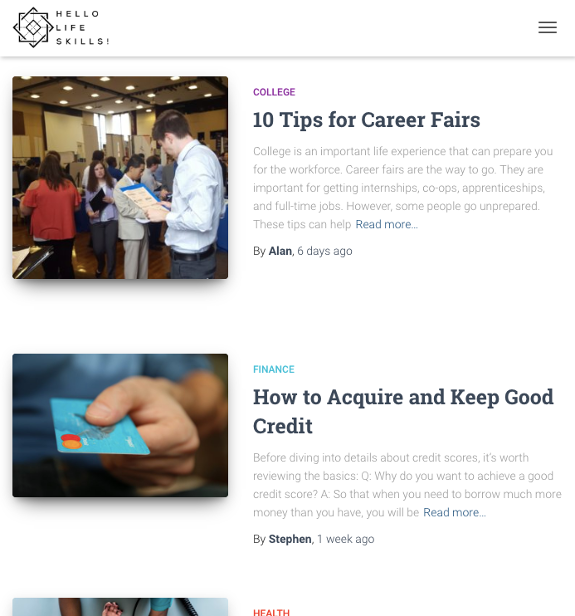 HELLO
LIFE
SKILLS!
COLLEGE
10 Tips for Career Fairs
College is an important life experience that can prepare you
for the workforce. Career fairs are the way to go. They are
important for getting internships, co-ops, apprenticeships,
and full-time jobs. However, some people go unprepared.
These tips can help Read more…
By Alan, 6 days ago
FINANCE
How to Acquire and Keep Good
Credit
Before diving into details about credit scores, it's worth
reviewing the basics: Q: Why do you want to achieve a good
credit score? A: So that when you need to borrow much more
money than you have, you will be Read more…
By Stephen, 1 week ago
HEALTH